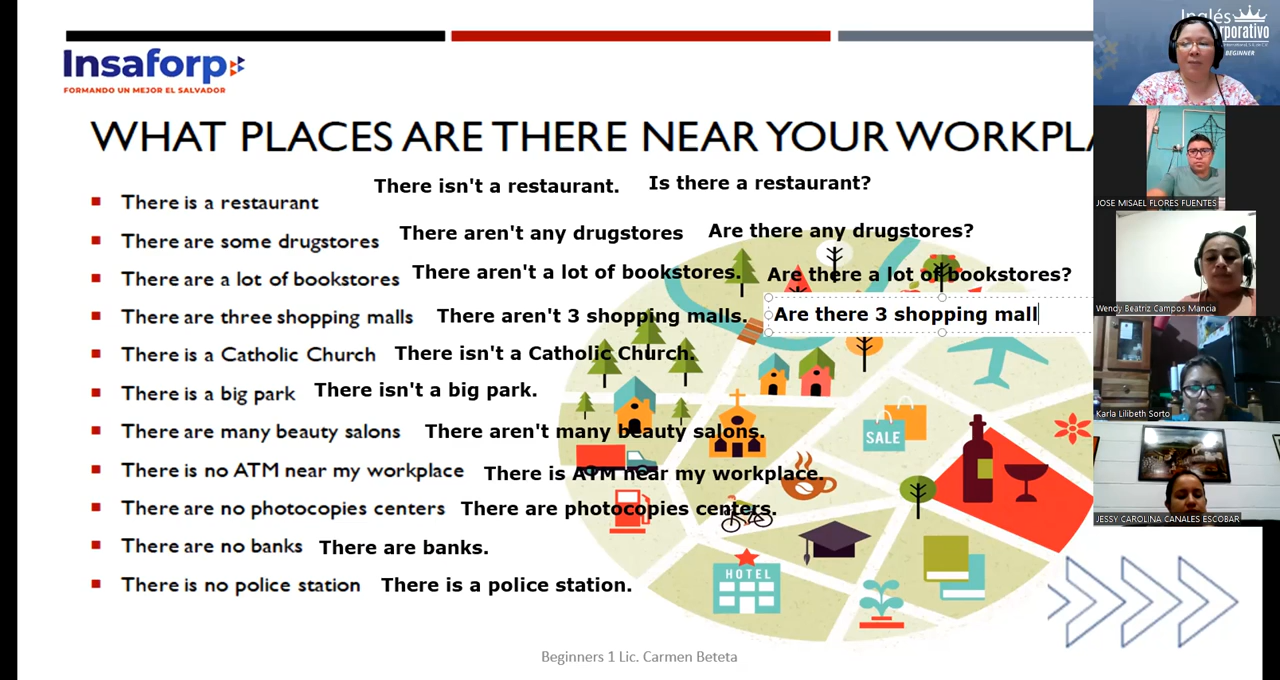 Insaforp
FORMANDO UN MEJOR EL SALVADOR
WHAT PLACES ARE THERE NEAR YOUR WORKPLA
There is a restaurant There isn't a restaurant. Is there a restaurant?
There are some drugstores There aren't any drugstores Are there any drugstores?
There are a lot of bookstores There aren't a lot of bookstores. Are there a lot of bookstores?
There are three shopping malls There aren't 3 shopping malls. Are there 3 shopping mall
There is a Catholic Church There isn't a Catholic Church.
There is a big park There isn't a big park.
There are many beauty salons There aren't many beauty salons.
There is no ATM near my workplace There is ATM near my workplace.
There are no photocopies centers There are photocopies centers.
There are no banks There are banks.
There is no police station There is a police station.
SALE
HOTEL
Beginners 1 Lic. Carmen Beteta
Inglés
BEGINNER
JOSE MISAEL FLORES FUENTES
Wendy Beatriz Campos Mancia
Karla Lilibeth Sorto
JESSY CAROLINA CANALES ESCOBAR